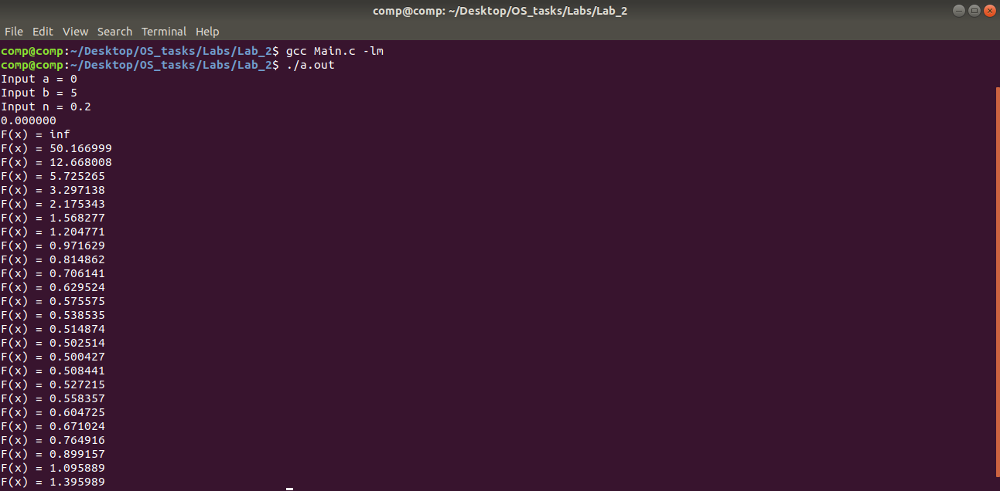 comp@comp: ~/Desktop/OS_tasks/Labs/Lab_2
File Edit View Search Terminal Help
comp@comp:~/Desktop/OS_tasks/Labs/Lab_2$ gcc Main.c -lm
comp@comp:~/Desktop/OS_tasks/Labs/Lab_2$ ./a.out
Input a = 0
Input b = 5
Input n = 0.2
0.000000
F(x) = inf
F(x) = 50.166999
F(x) = 12.668008
F(x) = 5.725265
F(x) = 3.297138
F(x) = 2.175343
F(x) = 1.568277
F(x) = 1.204771
F(x) = 0.971629
F(x) = 0.814862
F(x) = 0.706141
F(x) = 0.629524
F(x) = 0.575575
F(x) = 0.538535
F(x) = 0.514874
F(x) = 0.502514
F(x) = 0.500427
F(x) = 0.508441
F(x) = 0.527215
F(x) = 0.558357
F(x) = 0.604725
F(x) = 0.671024
F(x) = 0.764916
F(x) = 0.899157
F(x) = 1.095889
F(x) = 1.395989